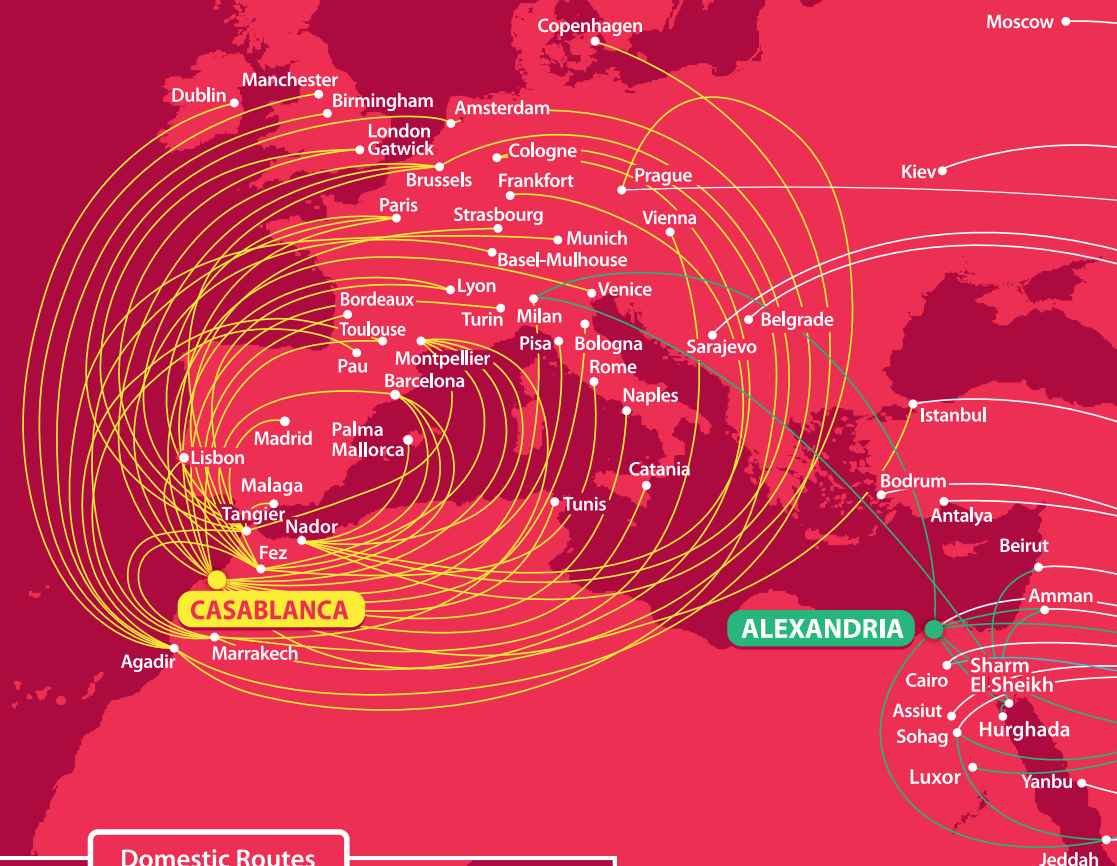 Copenhagen
Moscow
Manchester
Dublin
Birmingham
Amsterdam
London
Gatwick
Cologne
Brussels
Frankfort
Prague
Kiev
Paris
Strasbourg
Vienna
Munich
Basel-Mulhouse
Lyon
Venice
Bordeaux
Turin
Milan
Belgrade
Toulouse
Pisa
Bologna
Sarajevo
Pau
Montpellier
Rome
Barcelona
Naples
Istanbul
Madrid
Palma
Mallorca
Lisbon
Catania
Malaga
Bodrum
Tunis
Tangier
Antalya
Nador
Fez
Beirut
CASABLANCA
Amman
ALEXANDRIA
Agadir
Marrakech
Cairo
Sharm
El Sheikh
Assiut
Sohag
Hurghada
Luxor
Yanbu
Domestic Routes
Jeddah